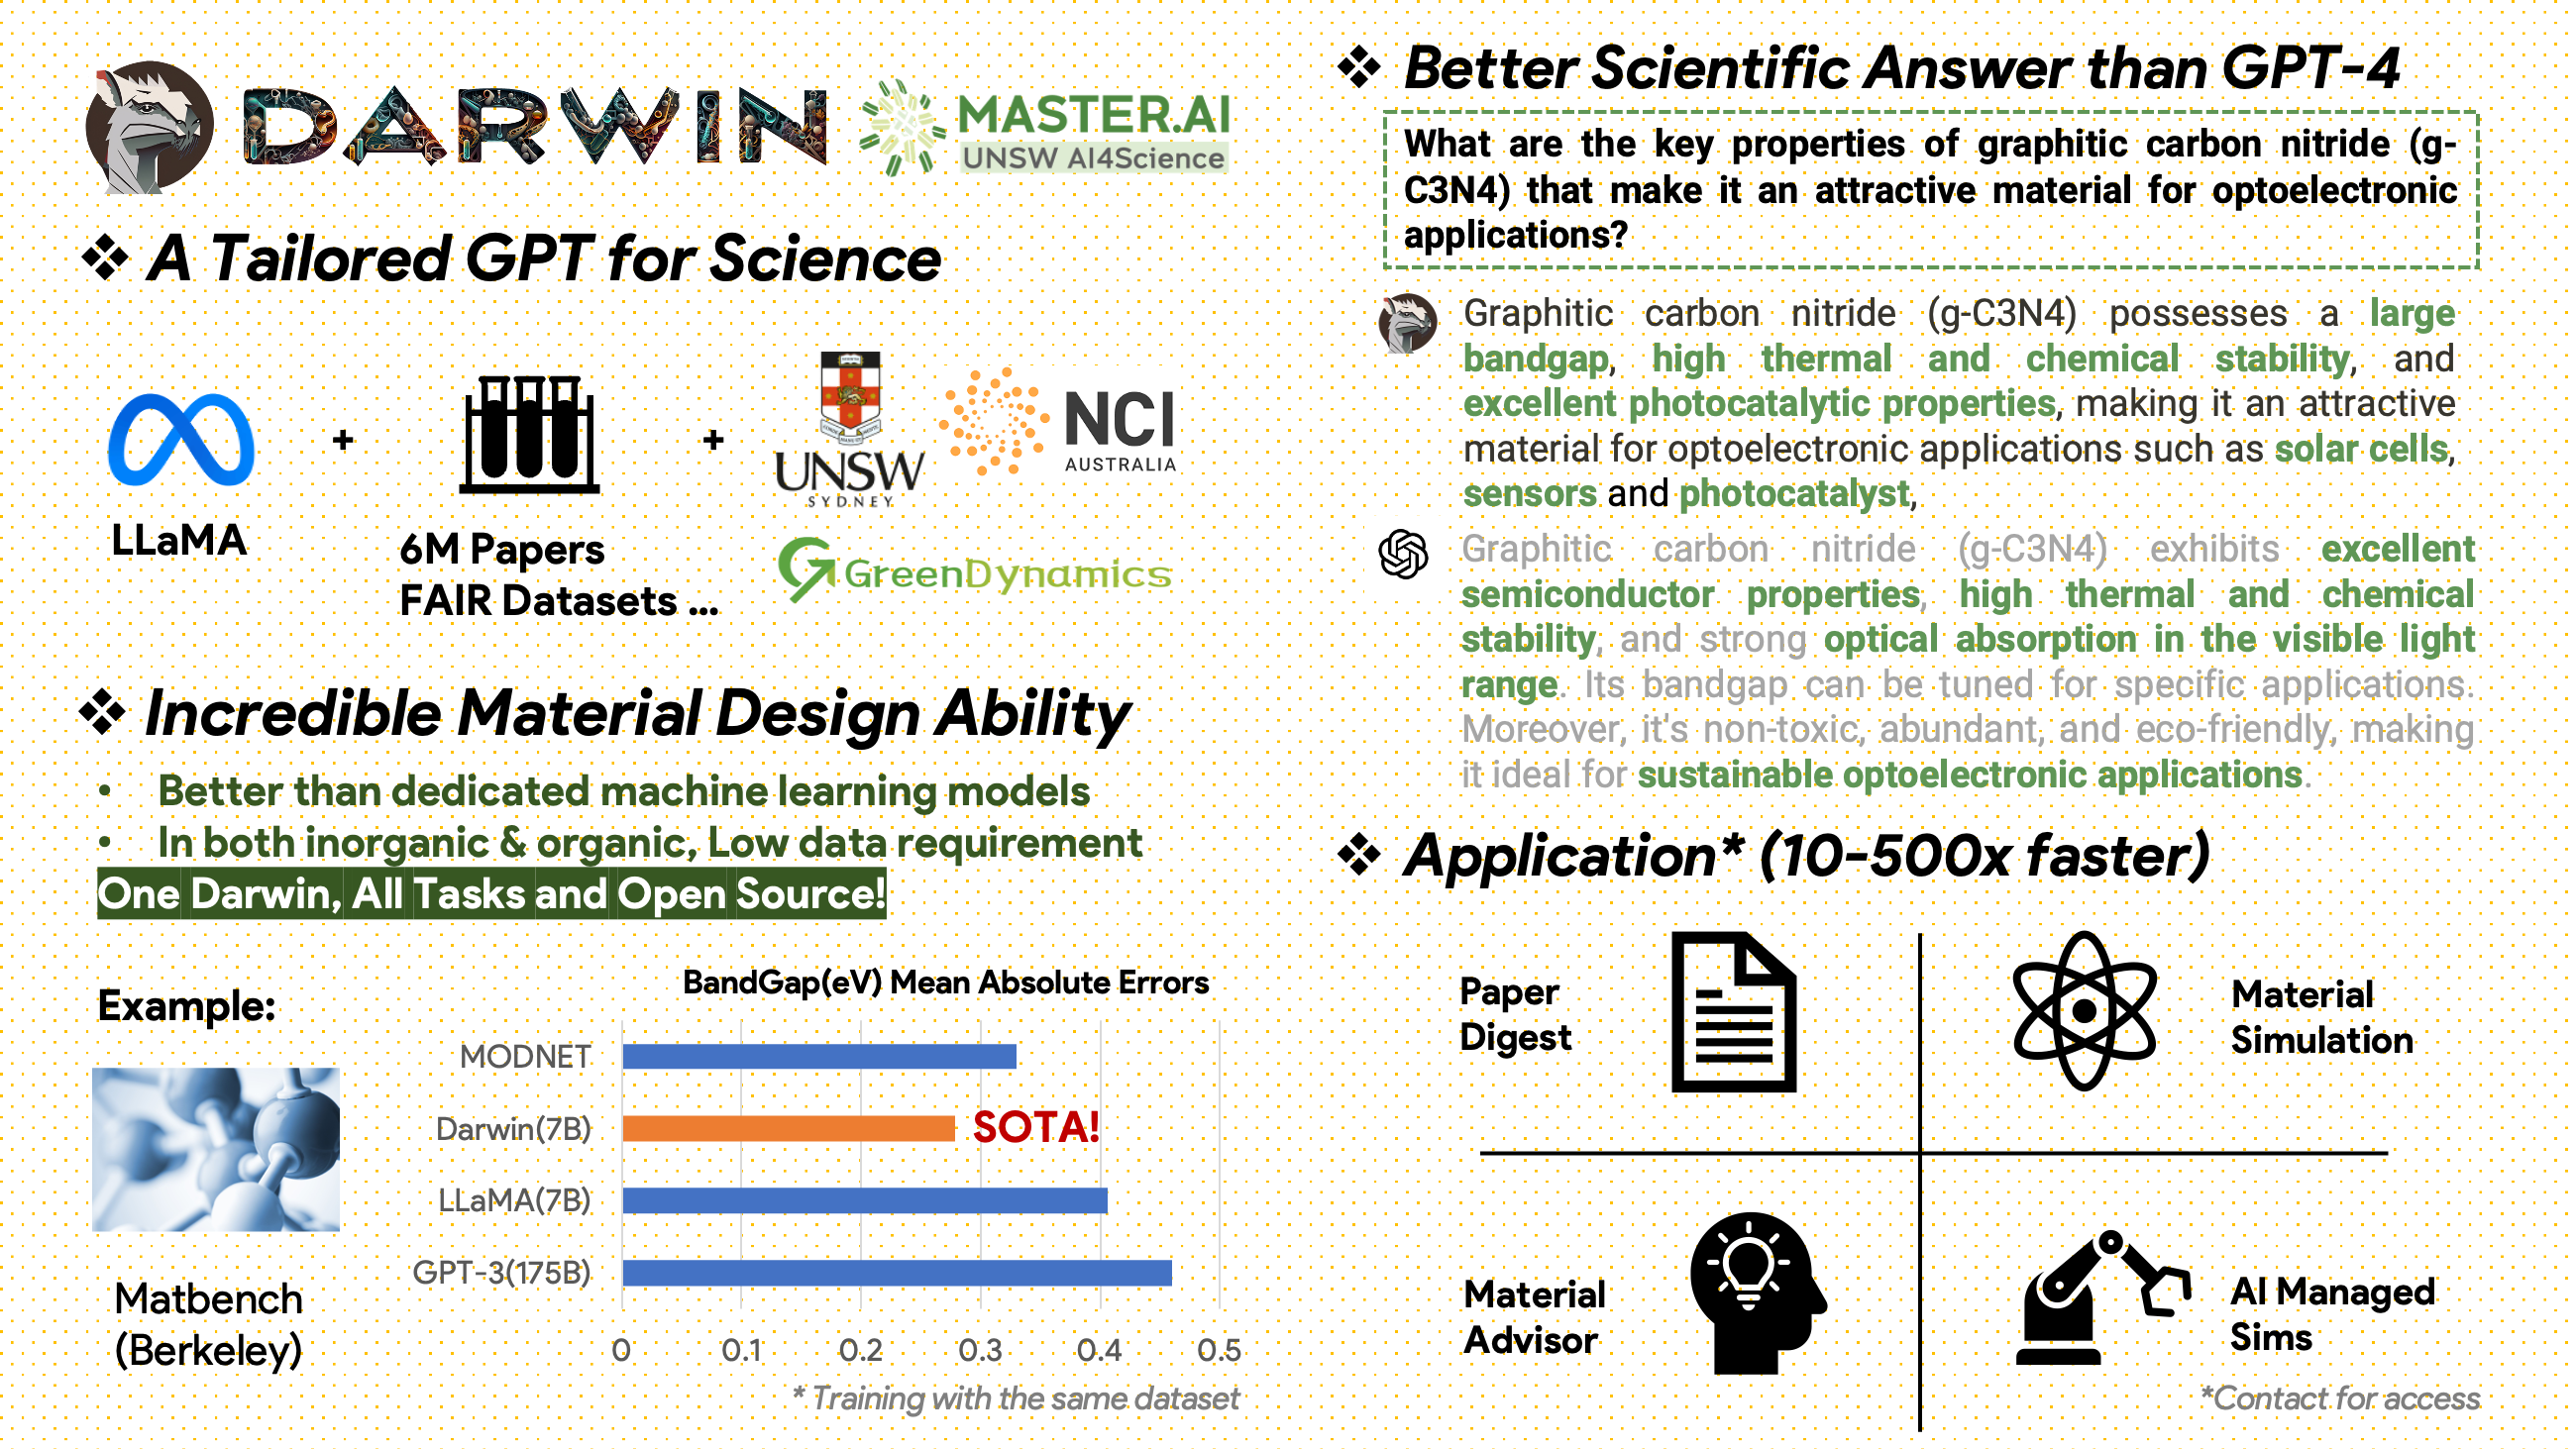 DARWIN
MASTER.AI
UNSW AI4Science
❖ A Tailored GPT for Science
LLaMA
+
6M Papers
FAIR Datasets ...
+
UNSW
SYDNEY
NCI
AUSTRALIA
GreenDynamics
❖ Incredible Material Design Ability
• Better than dedicated machine learning models
• In both inorganic & organic, Low data requirement
One Darwin, All Tasks and Open Source!
Example:
Matbench
(Berkeley)
BandGap(eV) Mean Absolute Errors
MODNET
Darwin(7B)
SOTA!
LLaMA(7B)
GPT-3(175B)
0 0.1 0.2 0.3 0.4 0.5
* Training with the same dataset
❖ Better Scientific Answer than GPT-4
What are the key properties of graphitic carbon nitride (g-
C3N4) that make it an attractive material for optoelectronic
applications?
Graphitic carbon nitride (g-C3N4) possesses a large
bandgap, high thermal and chemical stability, and
excellent photocatalytic properties, making it an attractive
material for optoelectronic applications such as solar cells,
sensors and photocatalyst,
Graphitic carbon nitride (g-C3N4) exhibits excellent
semiconductor properties, high thermal and chemical
stability, and strong optical absorption in the visible light
range. Its bandgap can be tuned for specific applications.
Moreover, it's non-toxic, abundant, and eco-friendly, making
it ideal for sustainable optoelectronic applications.
❖ Application* (10-500x faster)
Paper
Digest
Material
Simulation
Material
Advisor
AI Managed
Sims
*Contact for access